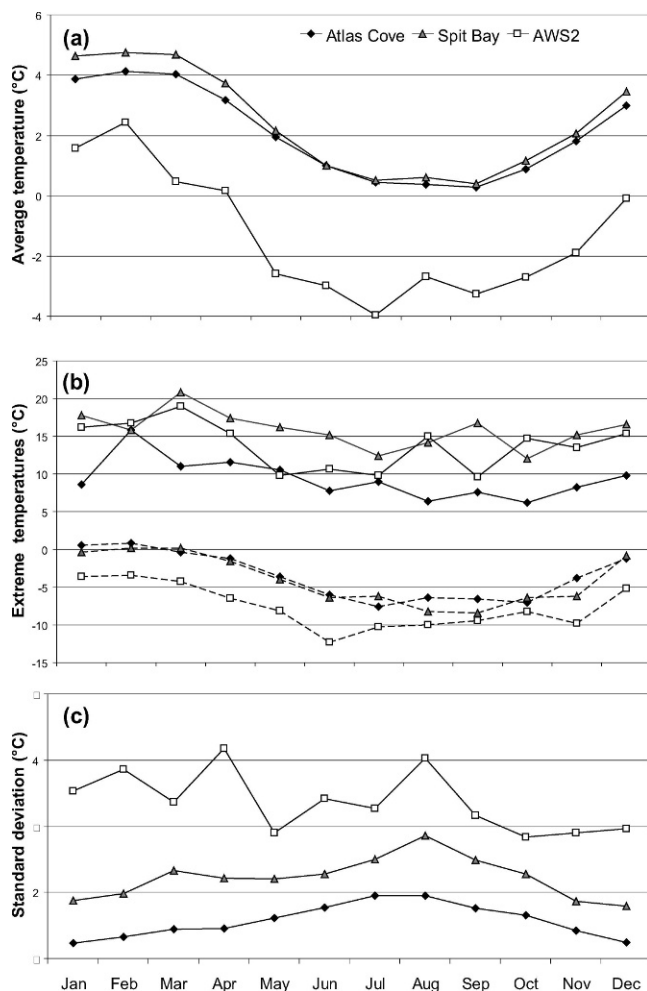 (a)
Atlas Cove Spit Bay AWS2
Average temperature (°C)
6
4
2
0
-2
-4
(b)
Extreme temperatures (°C)
25
20
15
10
5
0
-5
-10
-15
(c)
Standard deviation (°C)
4
2
Jan Feb Mar Apr May Jun Jul Aug Sep Oct Nov Dec